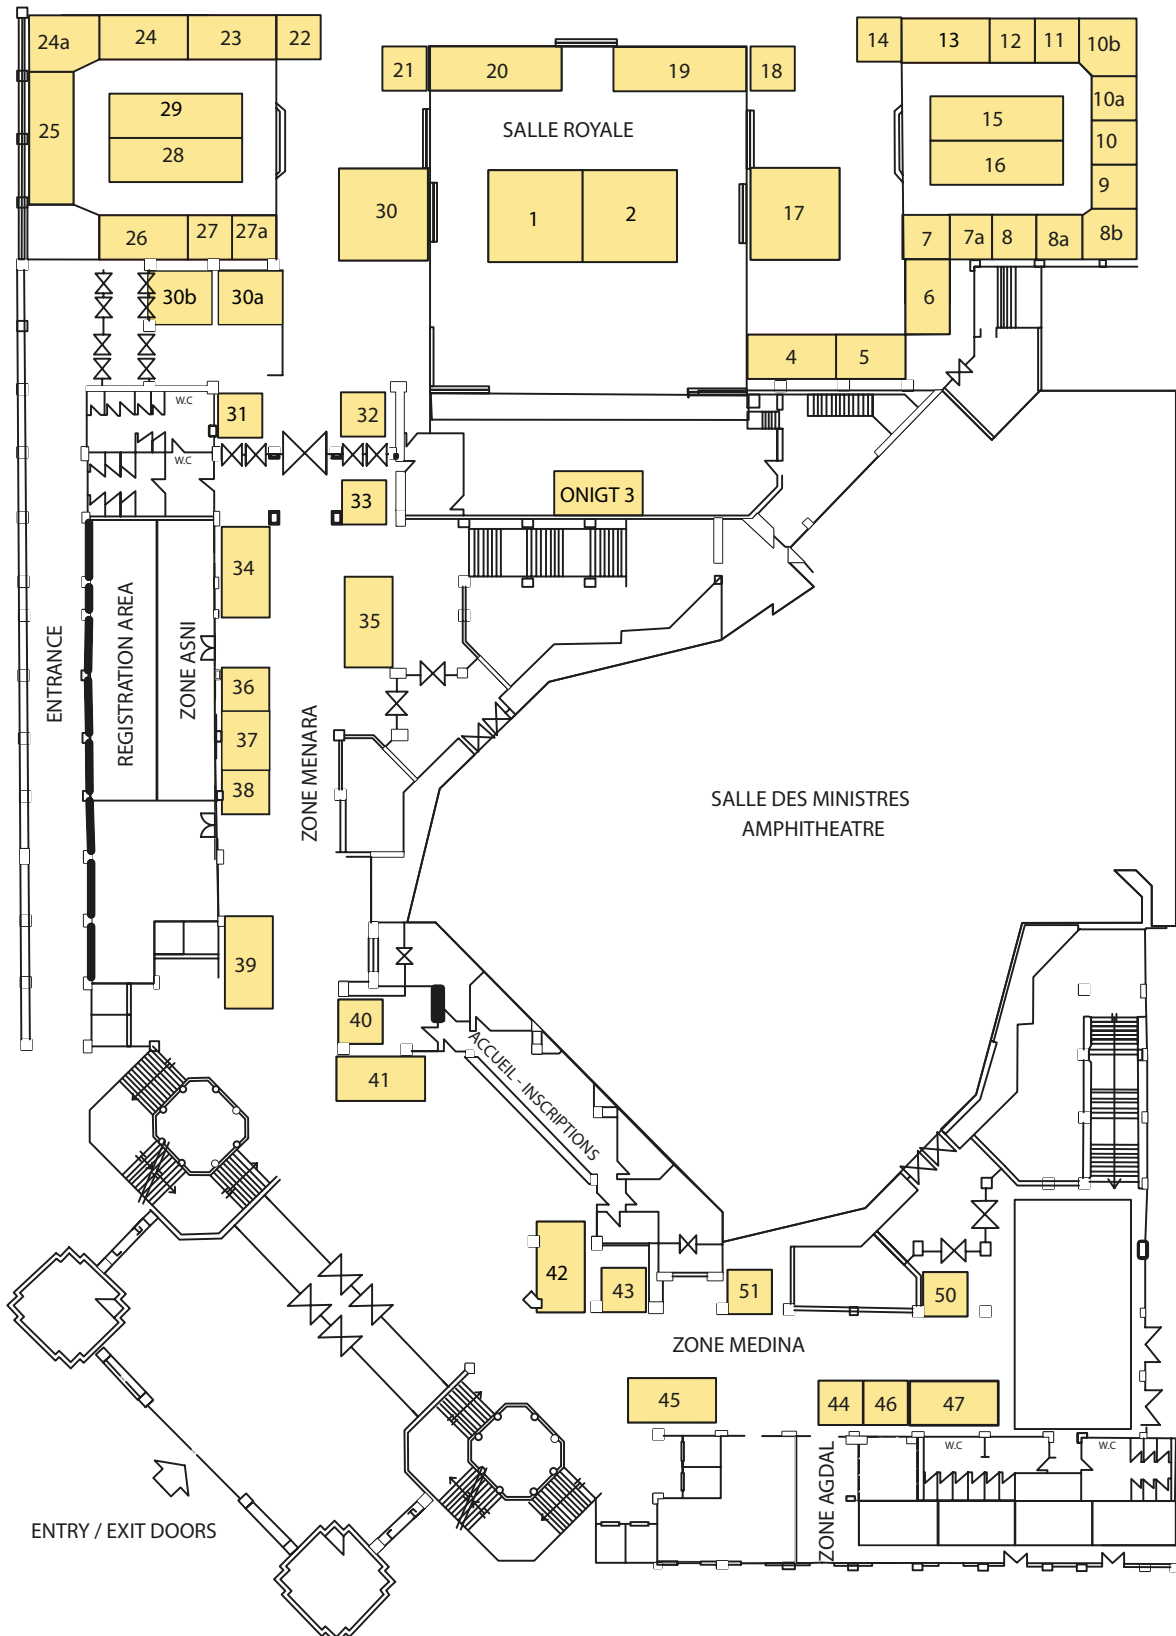 24a
24
23
22
21
20
19
18
14
13
12
11
10b
25
29
28
SALLE ROYALE
10a
15
10
16
9
30
1
2
17
26
27
27a
7
7a
8
8a
8b
30b
30a
6
4
5
W.C
31
32
W.C
33
ONIGT 3
34
35
ENTRANCE
REGISTRATION AREA
ZONE ASNI
36
37
38
ZONE MENARA
SALLE DES MINISTRES
AMPHITHEATRE
39
40
41
ACCUEIL - INSCRIPTIONS
42
43
51
50
ZONE MEDINA
45
44
46
47
W.C
W.C
ZONE AGDAL
ENTRY / EXIT DOORS